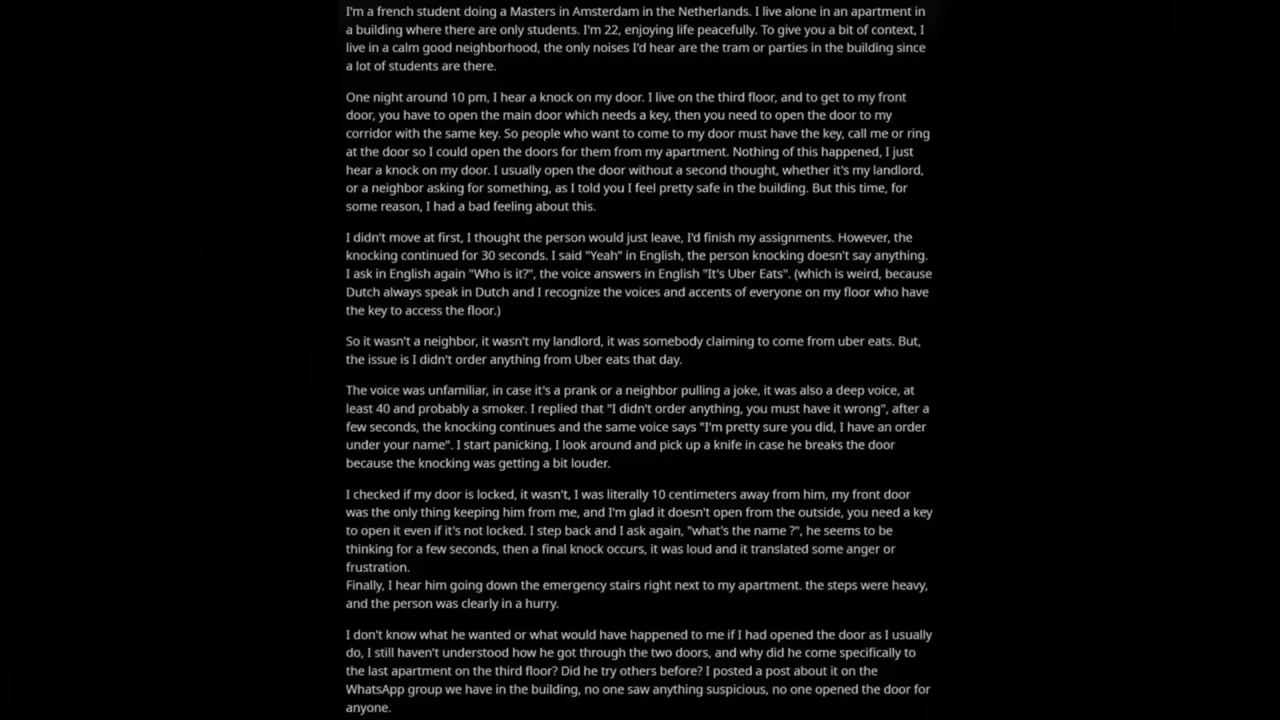 I'm a french student doing a Masters in Amsterdam in the Netherlands. I live alone in an apartment in
a building where there are only students. I'm 22, enjoying life peacefully. To give you a bit of context, I
live in a calm good neighborhood, the only noises I'd hear are the tram or parties in the building since
a lot of students are there.
One night around 10 pm, I hear a knock on my door. I live on the third floor, and to get to my front
door, you have to open the main door which needs a key, then you need to open the door to my
corridor with the same key. So people who want to come to my door must have the key, call me or ring
at the door so I could open the doors for them from my apartment. Nothing of this happened, I just
hear a knock on my door. I usually open the door without a second thought, whether it's my landlord,
or a neighbor asking for something, as I told you I feel pretty safe in the building. But this time, for
some reason, I had a bad feeling about this.
I didn't move at first, I thought the person would just leave, I'd finish my assignments. However, the
knocking continued for 30 seconds. I said "Yeah" in English, the person knocking doesn't say anything.
I ask in English again "Who is it?", the voice answers in English "It's Uber Eats". (which is weird, because
Dutch always speak in Dutch and I recognize the voices and accents of everyone on my floor who have
the key to access the floor.)
So it wasn't a neighbor, it wasn't my landlord, it was somebody claiming to come from uber eats. But,
the issue is I didn't order anything from Uber eats that day.
The voice was unfamiliar, in case it's a prank or a neighbor pulling a joke, it was also a deep voice, at
least 40 and probably a smoker. I replied that "I didn't order anything, you must have it wrong", after a
few seconds, the knocking continues and the same voice says "I'm pretty sure you did, I have an order
under your name". I start panicking, I look around and pick up a knife in case he breaks the door
because the knocking was getting a bit louder.
I checked if my door is locked, it wasn't, I was literally 10 centimeters away from him, my front door
was the only thing keeping him from me, and I'm glad it doesn't open from the outside, you need a key
to open it even if it's not locked. I step back and I ask again, "what's the name ?", he seems to be
thinking for a few seconds, then a final knock occurs, it was loud and it translated some anger or
frustration.
Finally, I hear him going down the emergency stairs right next to my apartment. the steps were heavy,
and the person was clearly in a hurry.
I don't know what he wanted or what would have happened to me if I had opened the door as I usually
do, I still haven't understood how he got through the two doors, and why did he come specifically to
the last apartment on the third floor? Did he try others before? I posted a post about it on the
WhatsApp group we have in the building, no one saw anything suspicious, no one opened the door for
anyone.